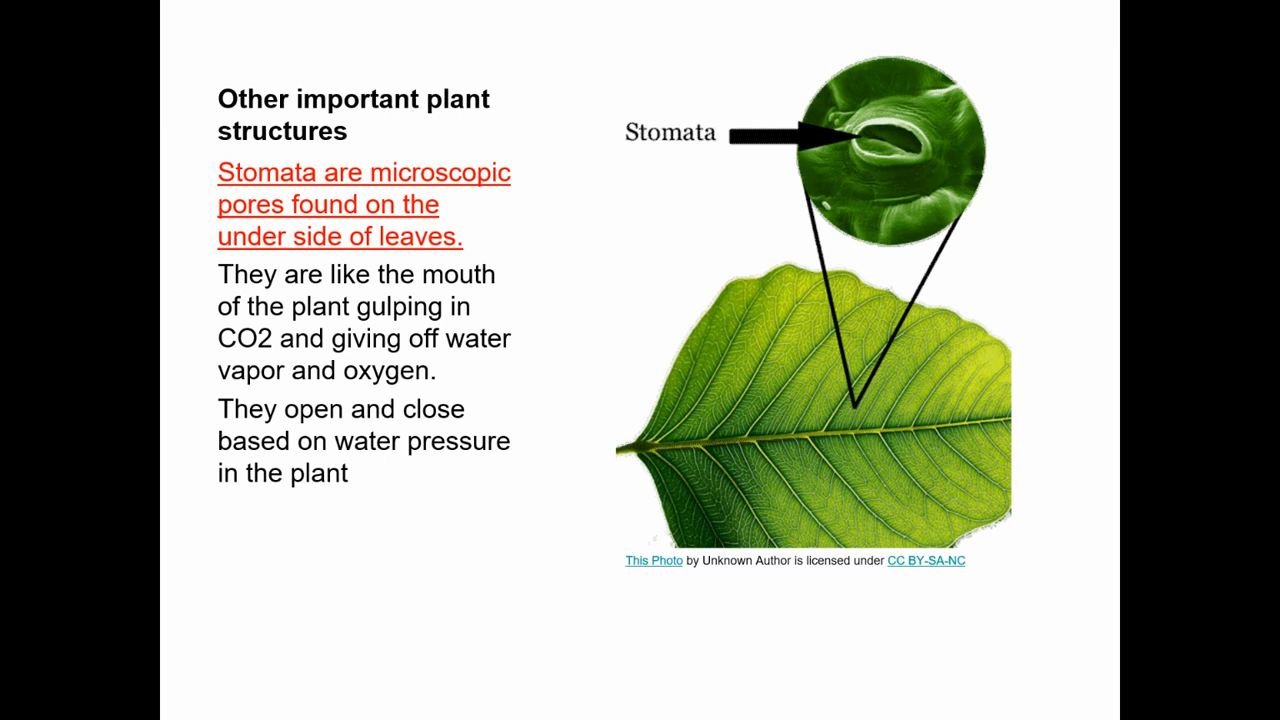 Other important plant
structures
Stomata are microscopic
pores found on the
under side of leaves.
They are like the mouth
of the plant gulping in
CO2 and giving off water
vapor and oxygen.
They open and close
based on water pressure
in the plant
Stomata
This Photo by Unknown Author is licensed under CC BY-SA-NC